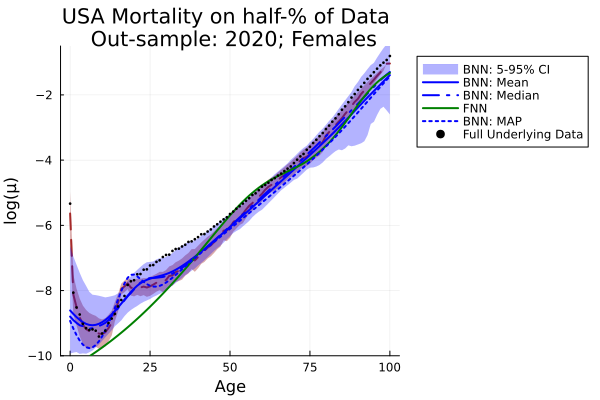 USA Mortality on half-% of Data
Out-sample: 2020; Females
BNN: 5-95% CI
BNN: Mean
BNN: Median
FNN
BNN: MAP
Full Underlying Data
log(μ)
−2
−4
−6
−8
−10
0
25
50
75
100
Age